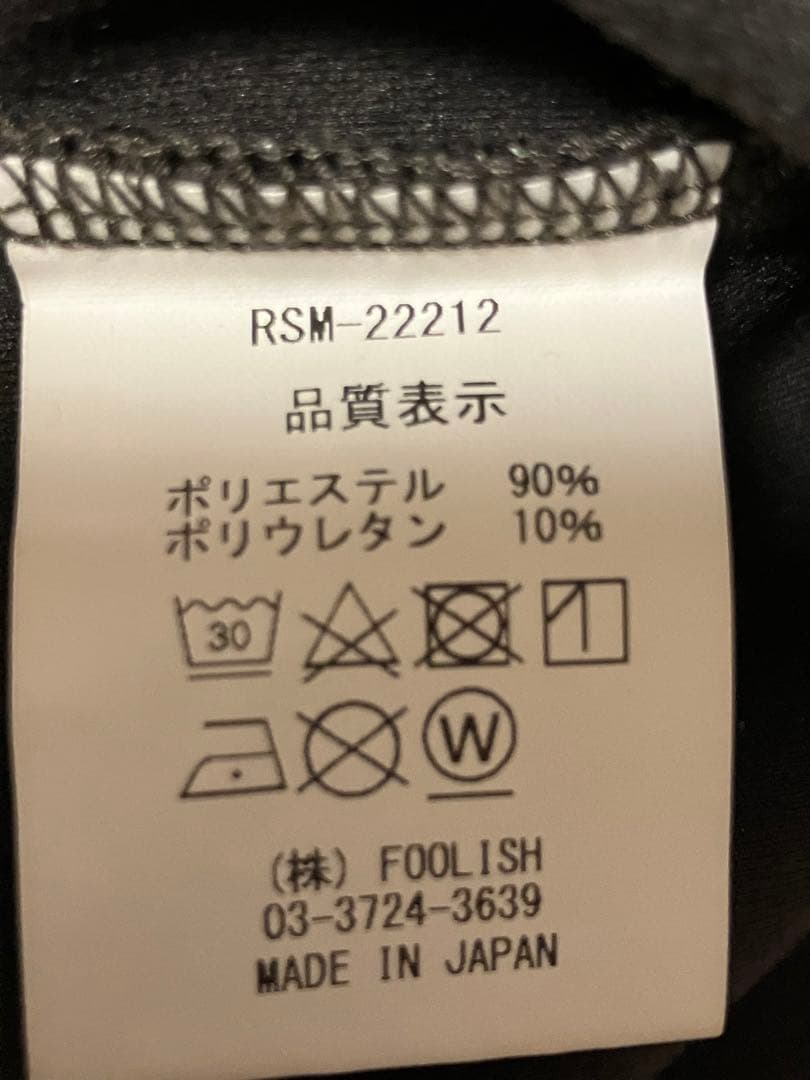 RSM-22212
品質表示
ポリエステル 90%
ポリウレタン 10%
30
W
(株) FOOLISH
03-3724-3639
MADE IN JAPAN